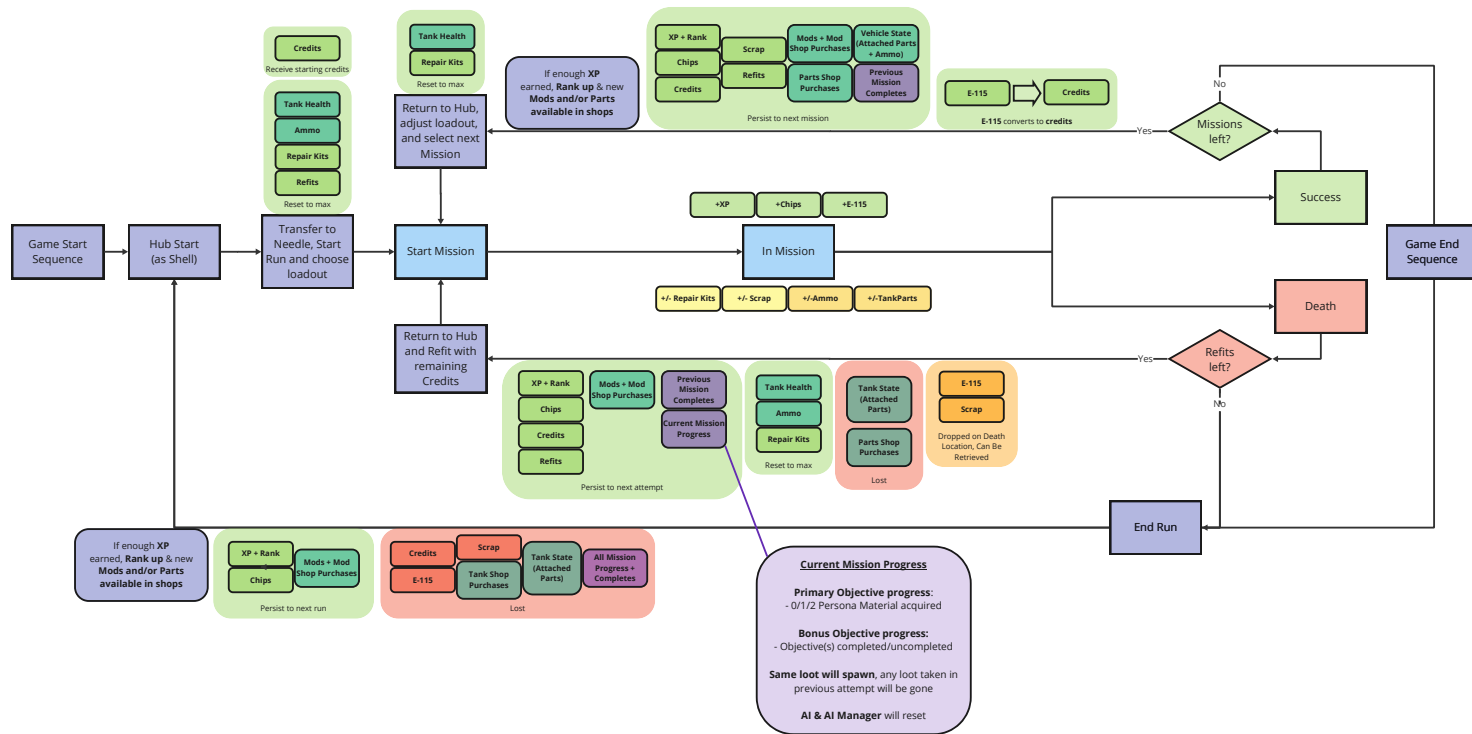 Credits
Receive starting credits
Tank Health
Ammo
Repair Kits
Refits
Reset to max
Tank Health
Repair Kits
Reset to max
If enough XP
earned, Rank up & new
Mods and/or Parts
available in shops
XP + Rank
Chips
Credits
Scrap
Refits
Mods + Mod
Shop Purchases
Parts Shop
Purchases
Vehicle State
(Attached Parts
+ Ammo)
Previous
Mission
Completes
Persist to next mission
E-115
Credits
E-115 converts to credits
No
Yes
Missions
left?
Return to Hub,
adjust loadout,
and select next
Mission
Game Start
Sequence
Hub Start
(as Shell)
Transfer to
Needle, Start
Run and choose
loadout
Start Mission
+XP
+Chips
+E-115
In Mission
+/- Repair Kits
+/- Scrap
+/-Ammo
+/-TankParts
Success
Game End
Sequence
Death
Return to Hub
and Refit with
remaining
Credits
Yes
Refits
left?
No
XP + Rank
Chips
Credits
Refits
Mods + Mod
Shop Purchases
Previous
Mission
Completes
Current Mission
Progress
Persist to next attempt
Tank Health
Ammo
Repair Kits
Reset to max
Tank State
(Attached
Parts)
Parts Shop
Purchases
Lost
E-115
Scrap
Dropped on Death
Location, Can Be
Retrieved
End Run
If enough XP
earned, Rank up & new
Mods and/or Parts
available in shops
XP + Rank
Chips
Mods + Mod
Shop Purchases
Persist to next run
Credits
E-115
Scrap
Tank Shop
Purchases
Tank State
(Attached
Parts)
All Mission
Progress +
Completes
Lost
Current Mission Progress
Primary Objective progress:
- 0/1/2 Persona Material acquired
Bonus Objective progress:
- Objective(s) completed/uncompleted
Same loot will spawn, any loot taken in
previous attempt will be gone
AI & AI Manager will reset